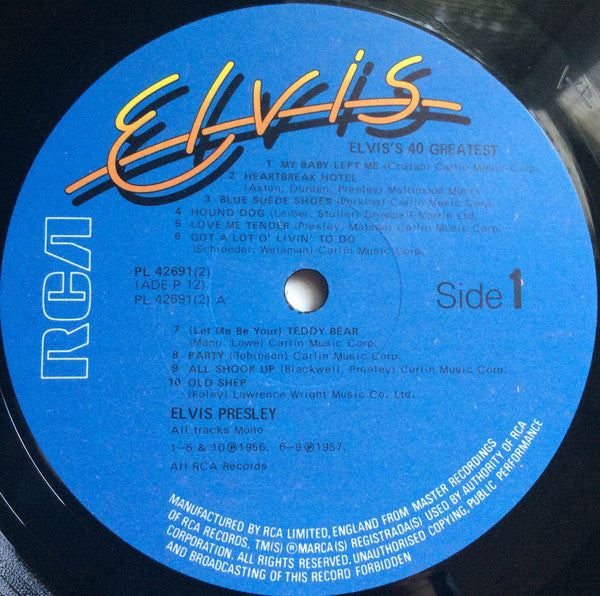 Elvis
ELVIS'S 40 GREATEST
1 MY BABY LEFT ME (Crudup) Carlin Music Corp.
2 HEARTBREAK HOTEL
(Axton, Durden, Presley) Multimood Music
3 BLUE SUEDE SHOES (Perkins) Carlin Music Corp.
4 HOUND DOG (Leiber, Stoller) Chappell-Morris Ltd.
5 LOVE ME TENDER (Presley, Matson) Carlin Music Corp.
6 GOT A LOT O' LIVIN' TO DO
(Schroeder, Weisman) Carlin Music Corp.
RCA
PL 42691(2)
(ADE P 12)
PL 42691(2) A
Side 1
7 (Let Me Be Your) TEDDY BEAR
(Mann, Lowe) Carlin Music Corp.
8 PARTY (Robinson) Carlin Music Corp.
9 ALL SHOOK UP (Blackwell, Presley) Carlin Music Corp.
10 OLD SHEP
(Foley) Lawrence Wright Music Co. Ltd.
ELVIS PRESLEY
All tracks Mono
1-5 & 10℗1956. 6-9℗1957.
All RCA Records
MANUFACTURED BY RCA LIMITED, ENGLAND FROM MASTER RECORDINGS
OF RCA RECORDS, TM(S) ® MARCA(S) REGISTRADA(S) USED BY AUTHORITY OF RCA
CORPORATION. ALL RIGHTS RESERVED. UNAUTHORISED COPYING, PUBLIC PERFORMANCE
AND BROADCASTING OF THIS RECORD FORBIDDEN